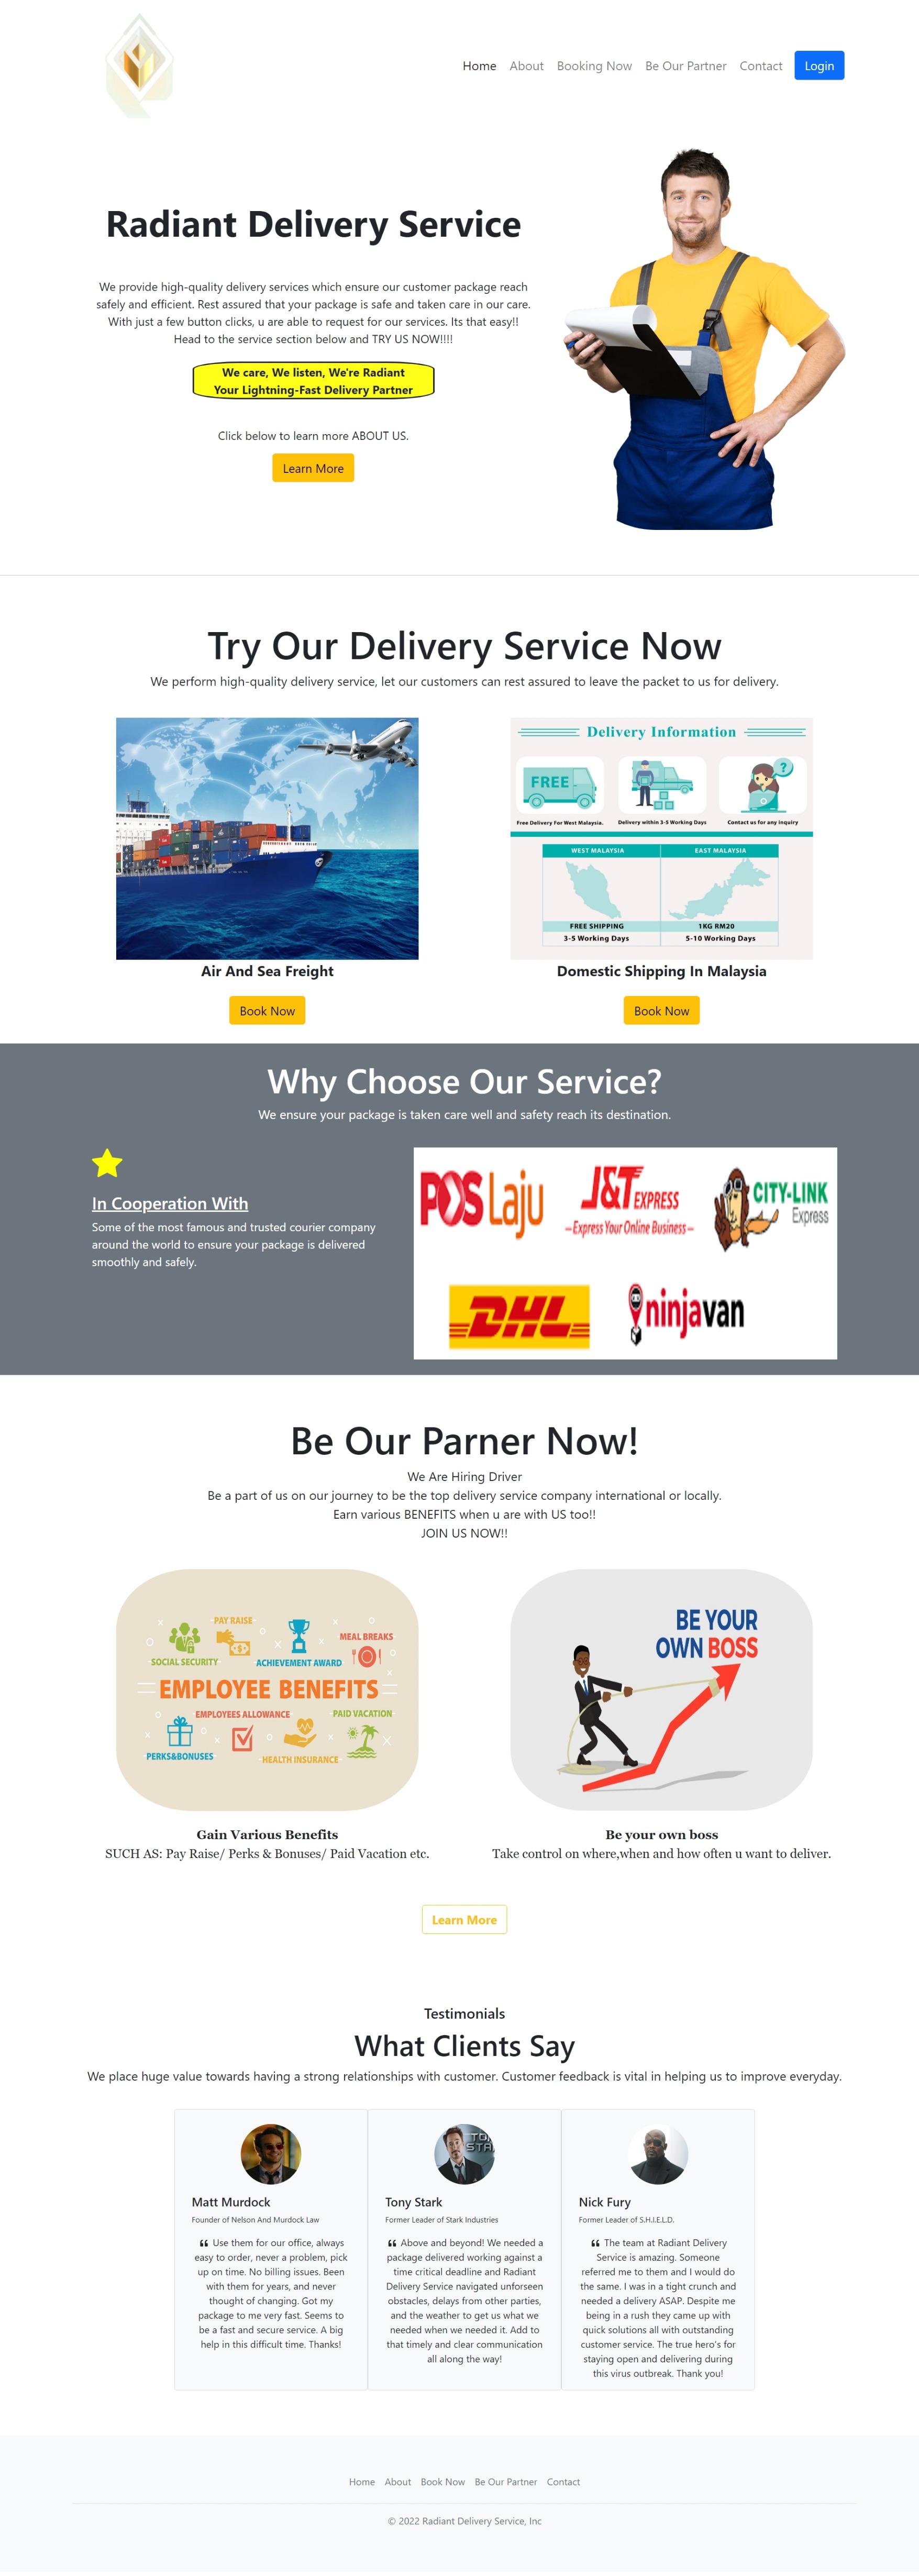 Home About Booking Now Be Our Partner Contact Login
Radiant Delivery Service
We provide high-quality delivery services which ensure our customer package reach
safely and efficient. Rest assured that your package is safe and taken care in our care.
With just a few button clicks, u are able to request for our services. Its that easy!!
Head to the service section below and TRY US NOW!!!!
We care, We listen, We're Radiant
Your Lightning-Fast Delivery Partner
Click below to learn more ABOUT US.
Learn More
Try Our Delivery Service Now
We perform high-quality delivery service, let our customers can rest assured to leave the packet to us for delivery.
Delivery Information
FREE
?
Free Delivery For West Malaysia. Delivery within 3-5 Working Days Contact us for any inquiry
WEST MALAYSIA EAST MALAYSIA
FREE SHIPPING 1KG RM20
3-5 Working Days 5-10 Working Days
Air And Sea Freight
Book Now
Domestic Shipping In Malaysia
Book Now
Why Choose Our Service?
We ensure your package is taken care well and safety reach its destination.
In Cooperation With
Some of the most famous and trusted courier company
around the world to ensure your package is delivered
smoothly and safely.
POS Laju
J&T EXPRESS
Express Your Online Business
CITY-LINK
Express
DHL
ninjavan
Be Our Parner Now!
We Are Hiring Driver
Be a part of us on our journey to be the top delivery service company international or locally.
Earn various BENEFITS when u are with US too!!
JOIN US NOW!!
PAY RAISE
SOCIAL SECURITY
ACHIEVEMENT AWARD
MEAL BREAKS
EMPLOYEE BENEFITS
EMPLOYEES ALLOWANCE
PAID VACATION
PERKS&BONUSES
HEALTH INSURANCE
BE YOUR
OWN BOSS
Gain Various Benefits
SUCH AS: Pay Raise/ Perks & Bonuses/ Paid Vacation etc.
Be your own boss
Take control on where,when and how often u want to deliver.
Learn More
Testimonials
What Clients Say
We place huge value towards having a strong relationships with customer. Customer feedback is vital in helping us to improve everyday.
Matt Murdock
Founder of Nelson And Murdock Law
“ Use them for our office, always
easy to order, never a problem, pick
up on time. No billing issues. Been
with them for years, and never
thought of changing. Got my
package to me very fast. Seems to
be a fast and secure service. A big
help in this difficult time. Thanks!
Tony Stark
Former Leader of Stark Industries
“ Above and beyond! We needed a
package delivered working against a
time critical deadline and Radiant
Delivery Service navigated unforseen
obstacles, delays from other parties,
and the weather to get us what we
needed when we needed it. Add to
that timely and clear communication
all along the way!
Nick Fury
Former Leader of S.H.I.E.L.D.
“ The team at Radiant Delivery
Service is amazing. Someone
referred me to them and I would do
the same. I was in a tight crunch and
needed a delivery ASAP. Despite me
being in a rush they came up with
quick solutions all with outstanding
customer service. The true hero's for
staying open and delivering during
this virus outbreak. Thank you!
Home About Book Now Be Our Partner Contact
© 2022 Radiant Delivery Service, Inc